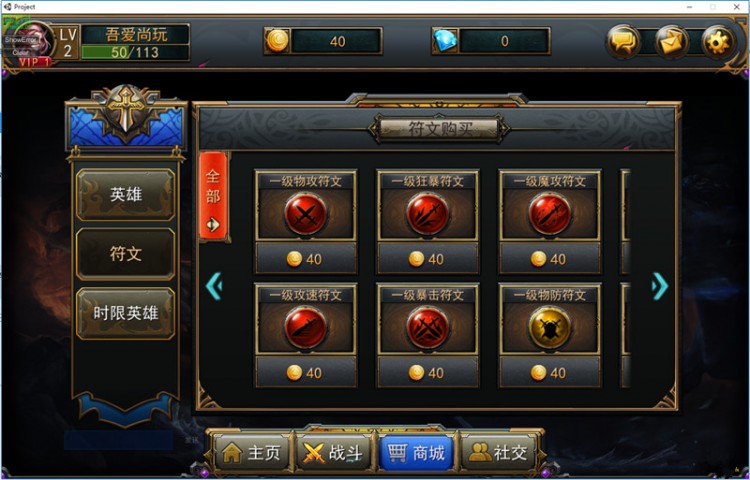 Project
ShowError
Clear
LV
2
VIP 1
吾爱尚玩
50/113
40
0
英雄
符文
时限英雄
符文购买
全部
一级物攻符文
一级狂暴符文
一级魔攻符文
40
40
40
一级攻速符文
一级暴击符文
一级物防符文
40
40
40
主页
战斗
商城
社交